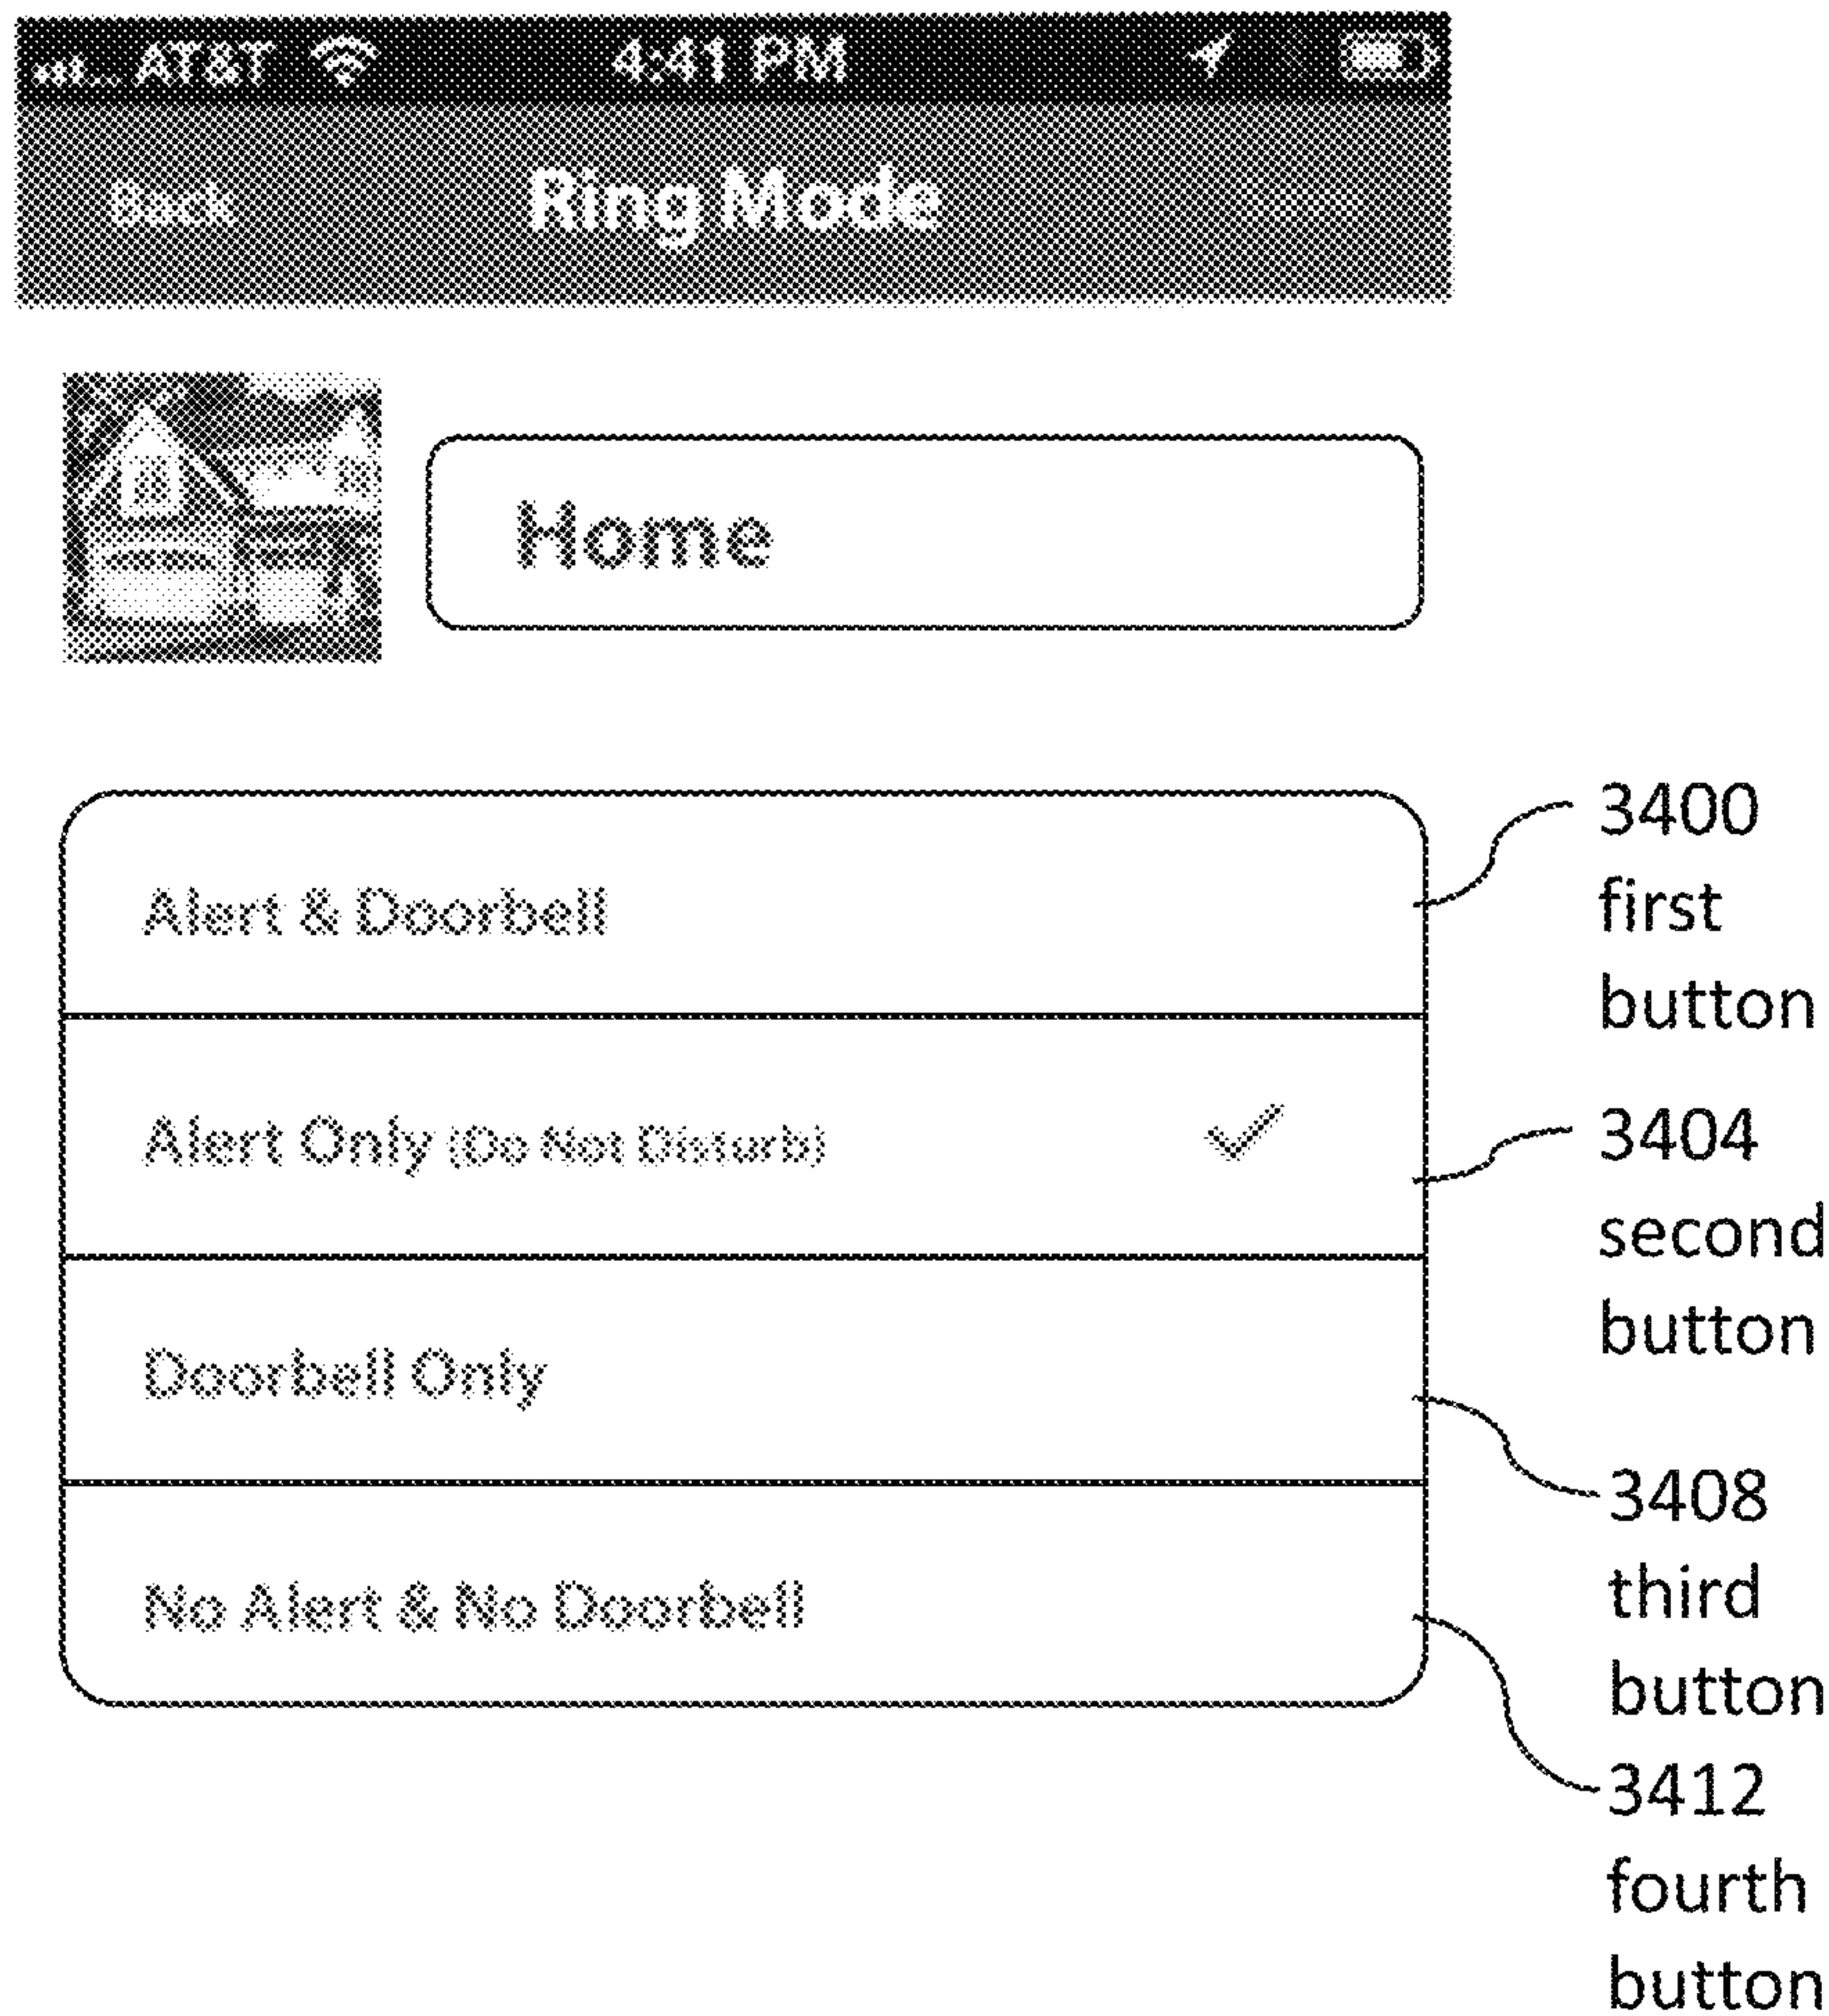 AT&T 4:41 PM
Back Ring Mode
Home
Alert & Doorbell
Alert Only (Do Not Disturb)
Doorbell Only
No Alert & No Doorbell
3400
first
button
3404
second
button
3408
third
button
3412
fourth
button